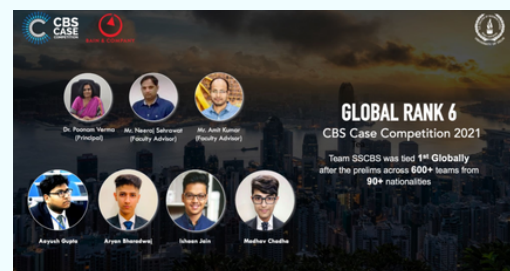 CBS
CASE
COMPETITION
BAIN & COMPANY
Dr. Poonam Verma
(Principal)
Mr. Neeraj Sehrawat
(Faculty Advisor)
Mr. Amit Kumar
(Faculty Advisor)
GLOBAL RANK 6
CBS Case Competition 2021
Team SSCBS was tied 1st Globally
after the prelims across 600+ teams from
90+ nationalities
Aayush Gupta
Aryan Bharadwaj
Ishaan Jain
Madhav Chadha